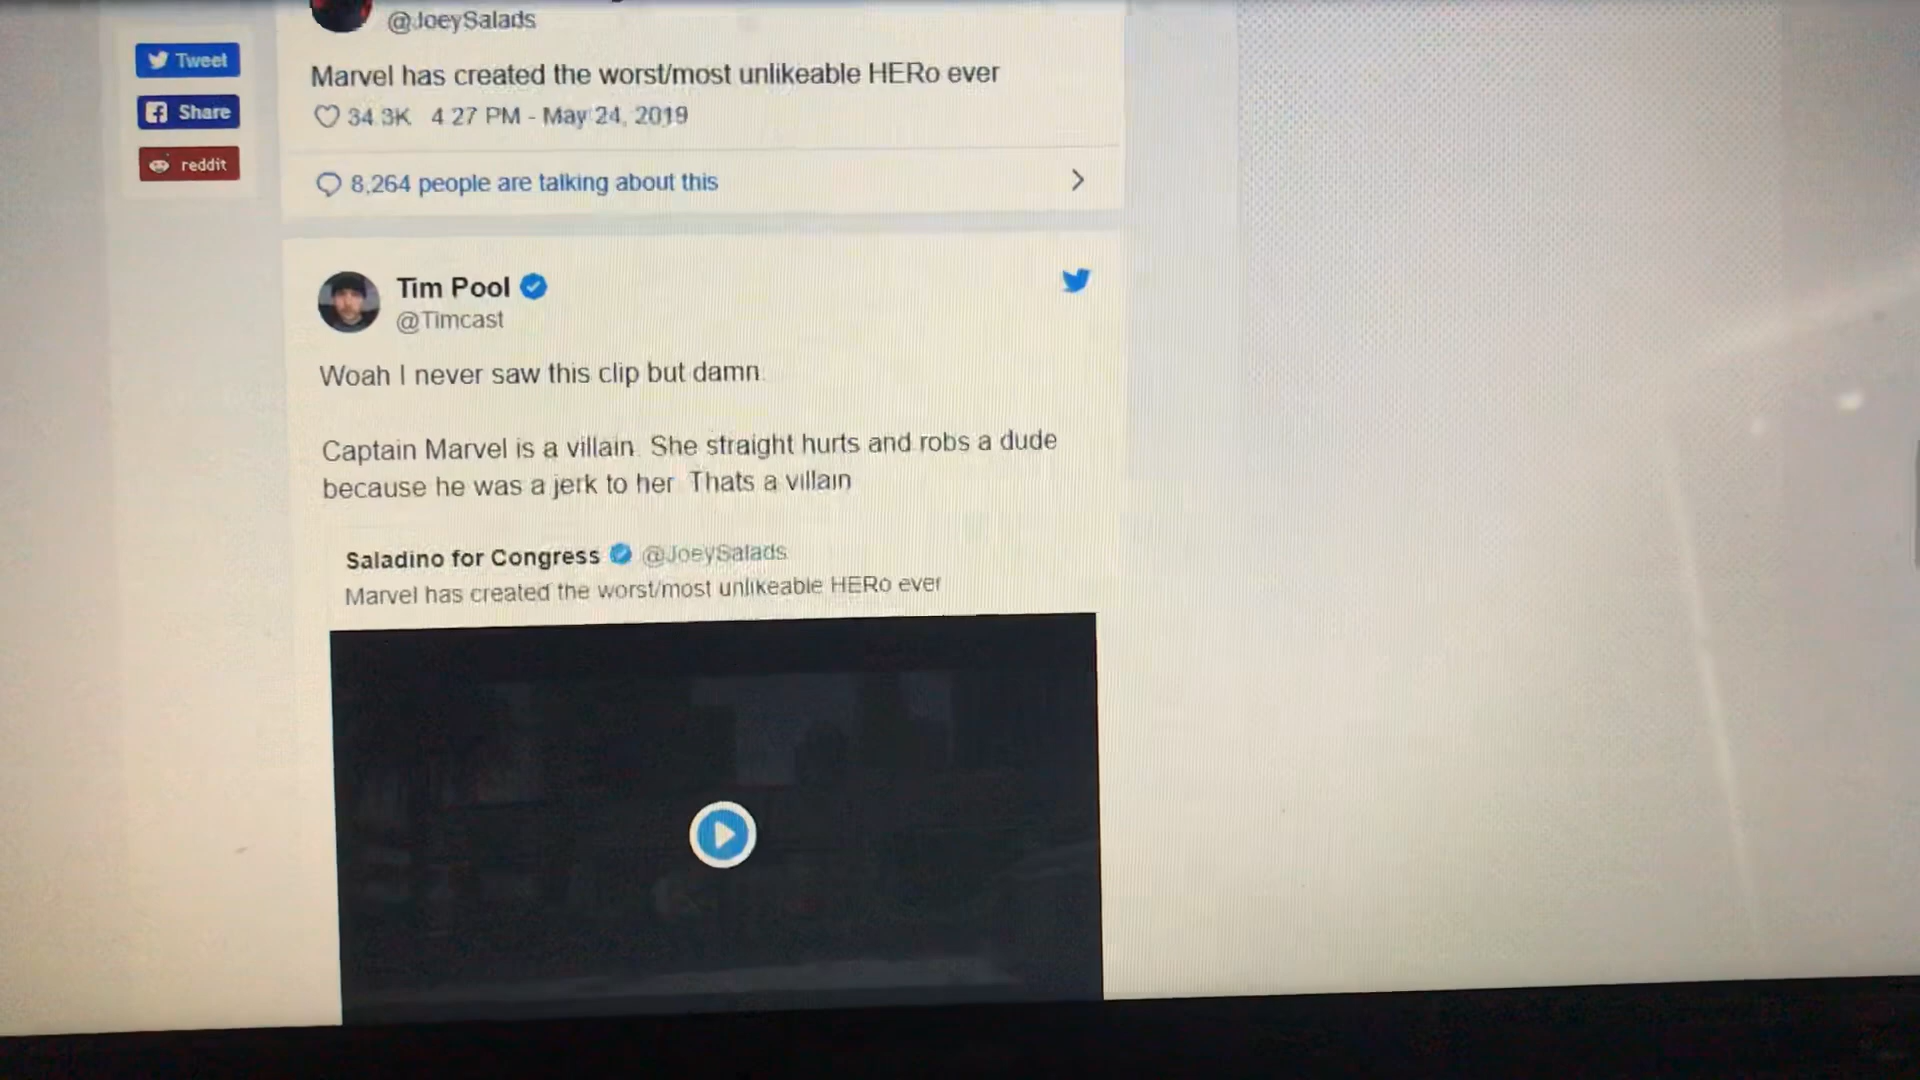 @JoeySalads
Tweet
Share
reddit
Marvel has created the worst/most unlikeable HERo ever
34.3K 4 27 PM - May 24, 2019
8,264 people are talking about this
Tim Pool
@Timcast
Woah I never saw this clip but damn.
Captain Marvel is a villain. She straight hurts and robs a dude
because he was a jerk to her Thats a villain
Saladino for Congress @JoeySalads
Marvel has created the worst/most unlikeable HERo ever